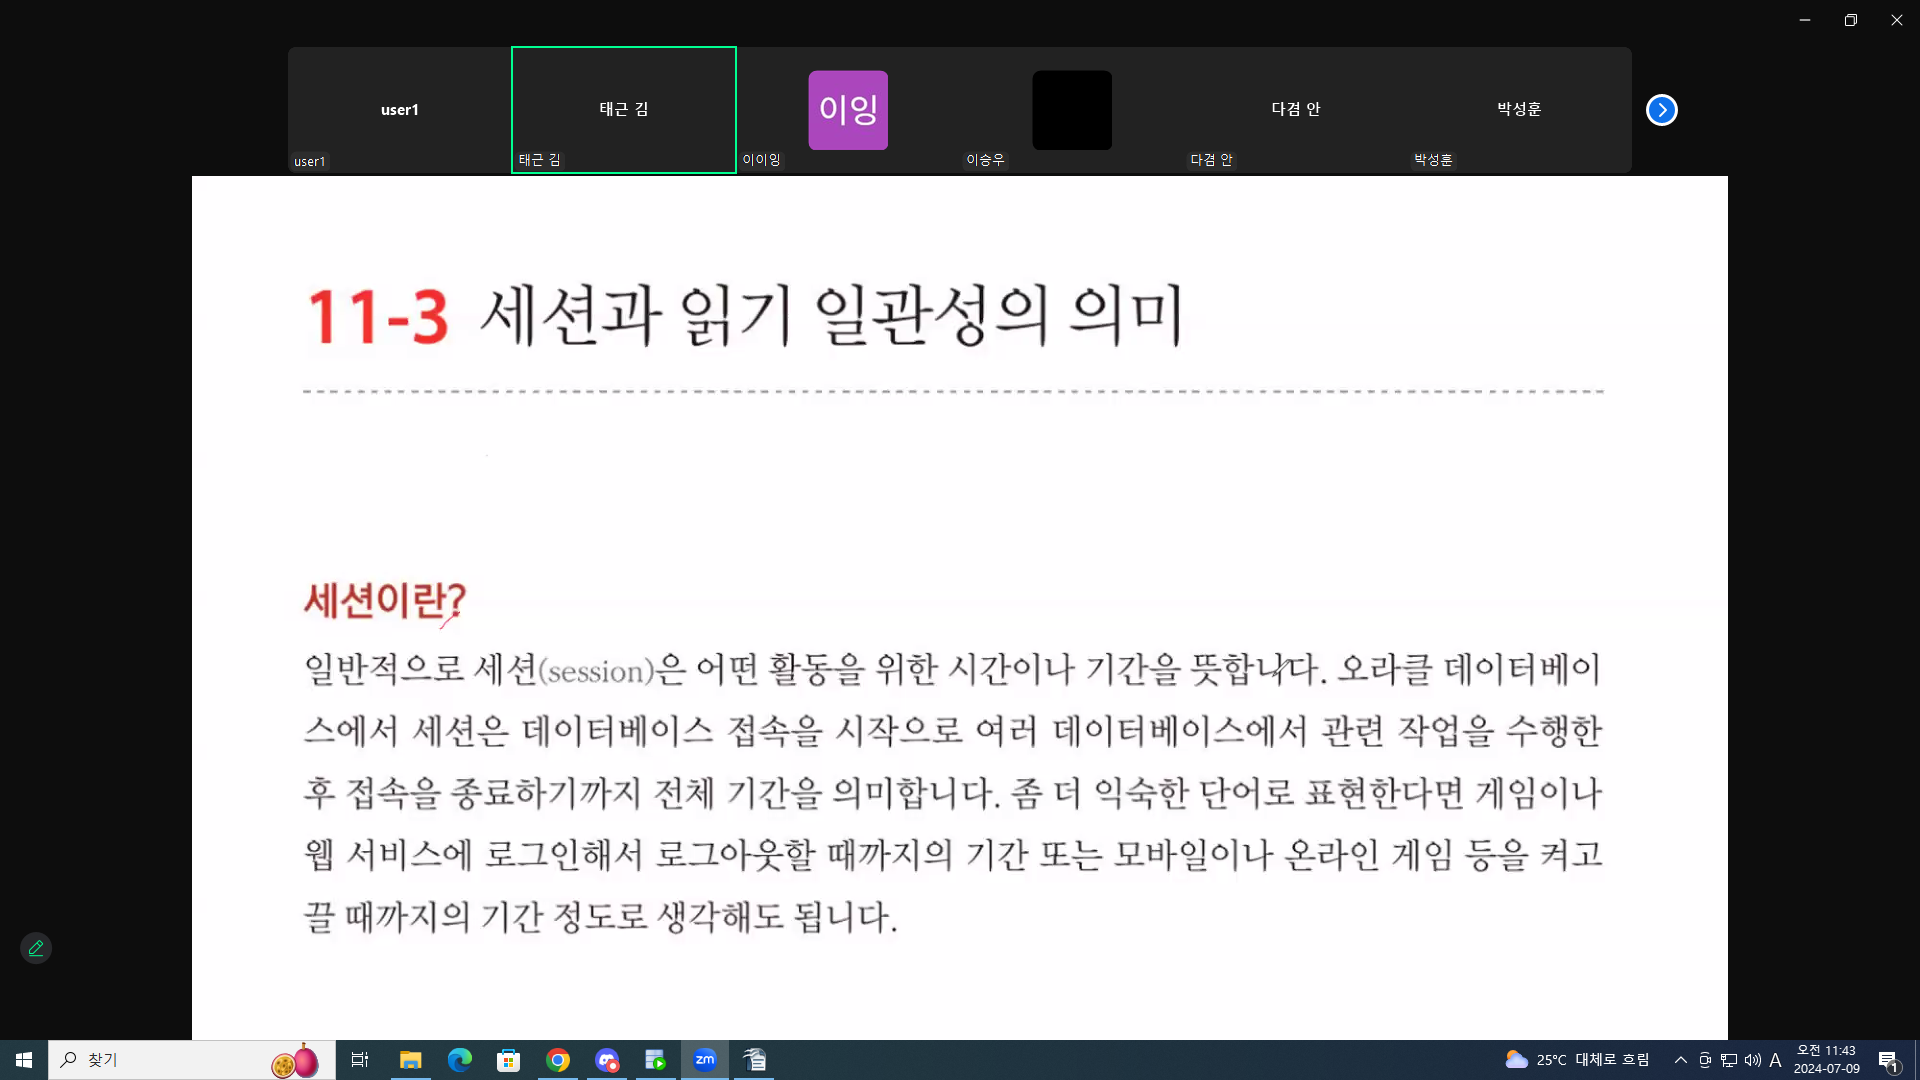 user1
user1
태근 김
태근 김
이잉
이이잉
이승우
다겸 안
다겸 안
박성훈
박성훈
11-3 세션과 읽기 일관성의 의미
세션이란?
일반적으로 세션(session)은 어떤 활동을 위한 시간이나 기간을 뜻합니다. 오라클 데이터베이
스에서 세션은 데이터베이스 접속을 시작으로 여러 데이터베이스에서 관련 작업을 수행한
후 접속을 종료하기까지 전체 기간을 의미합니다. 좀 더 익숙한 단어로 표현한다면 게임이나
웹 서비스에 로그인해서 로그아웃할 때까지의 기간 또는 모바일이나 온라인 게임 등을 켜고
끌 때까지의 기간 정도로 생각해도 됩니다.
찾기
zm
25°C 대체로 흐림
A
오전 11:43
2024-07-09
1